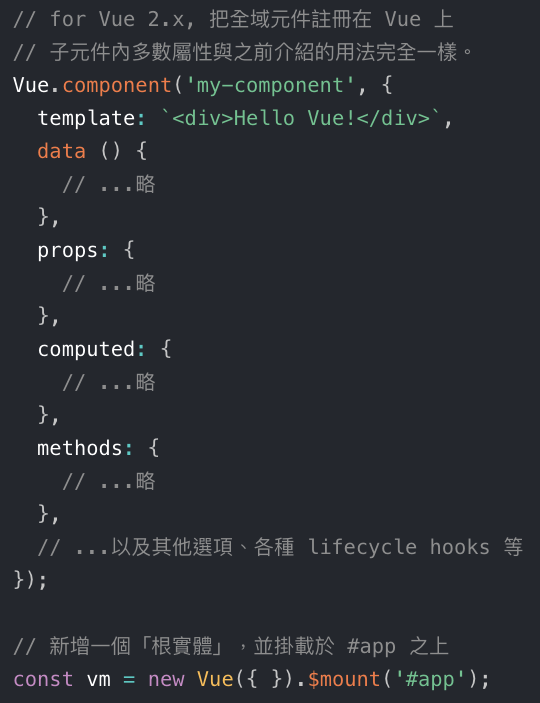 // for Vue 2.x, 把全域元件註冊在 Vue 上
// 子元件內多數屬性與之前介紹的用法完全一樣。
Vue.component('my-component', {
  template: `<div>Hello Vue!</div>`,
  data () {
    // ...略
  },
  props: {
    // ...略
  },
  computed: {
    // ...略
  },
  methods: {
    // ...略
  },
  // ...以及其他選項、各種 lifecycle hooks 等
});

// 新增一個「根實體」，並掛載於 #app 之上
const vm = new Vue({ }).$mount('#app');